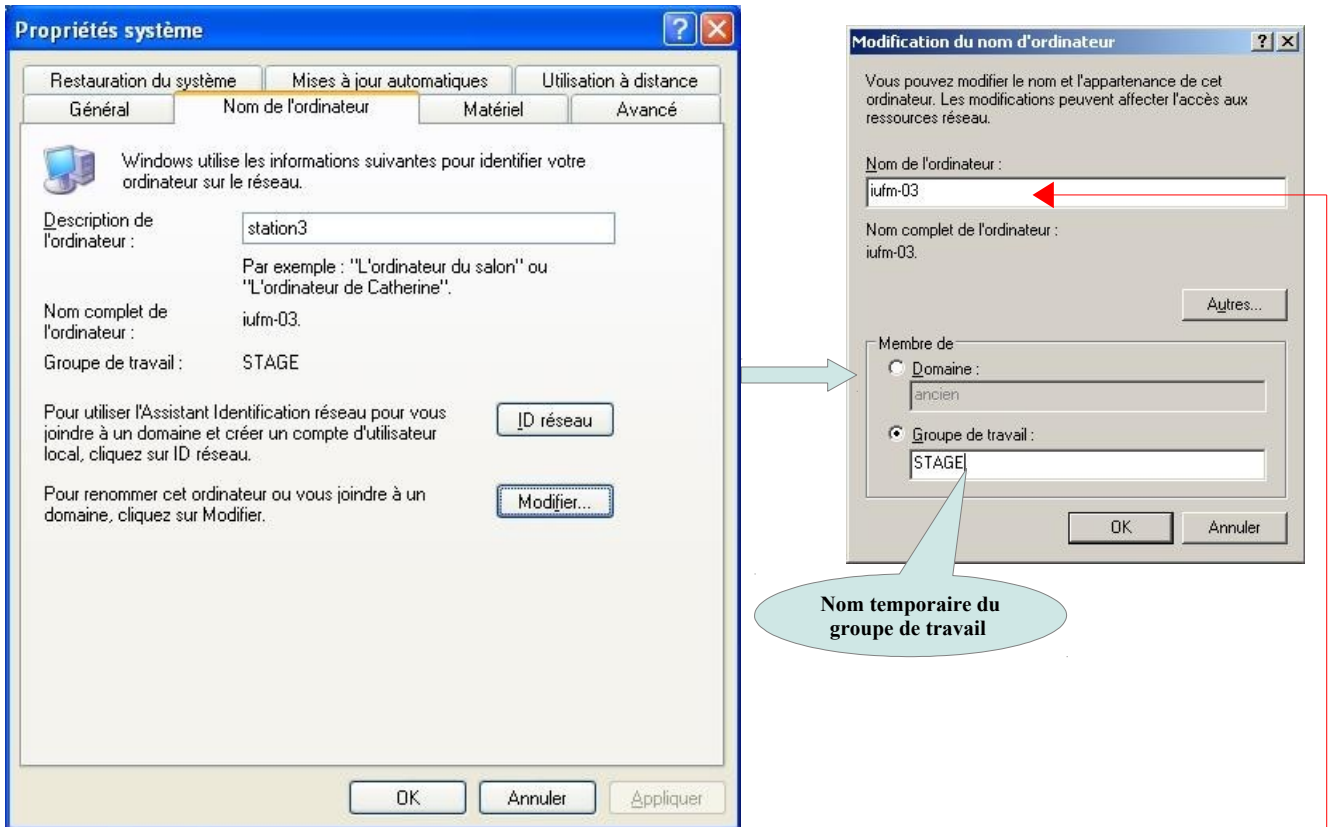 Propriétés système
Restauration du système
Mises à jour automatiques
Utilisation à distance
Général
Nom de l'ordinateur
Matériel
Avancé
Windows utilise les informations suivantes pour identifier votre
ordinateur sur le réseau.
Description de
l'ordinateur :
station3
Par exemple : "L'ordinateur du salon" ou
"L'ordinateur de Catherine".
Nom complet de
l'ordinateur :
iufm-03.
Groupe de travail :
STAGE
Pour utiliser l'Assistant Identification réseau pour vous
joindre à un domaine et créer un compte d'utilisateur
local, cliquez sur ID réseau.
ID réseau
Pour renommer cet ordinateur ou vous joindre à un
domaine, cliquez sur Modifier.
Modifier...
OK
Annuler
Appliquer
Modification du nom d'ordinateur
Vous pouvez modifier le nom et l'appartenance de cet
ordinateur. Les modifications peuvent affecter l'accès aux
ressources réseau.
Nom de l'ordinateur :
iufm-03
Nom complet de l'ordinateur :
iufm-03.
Autres...
Membre de
Domaine :
ancien
Groupe de travail :
STAGE
OK
Annuler
Nom temporaire du
groupe de travail